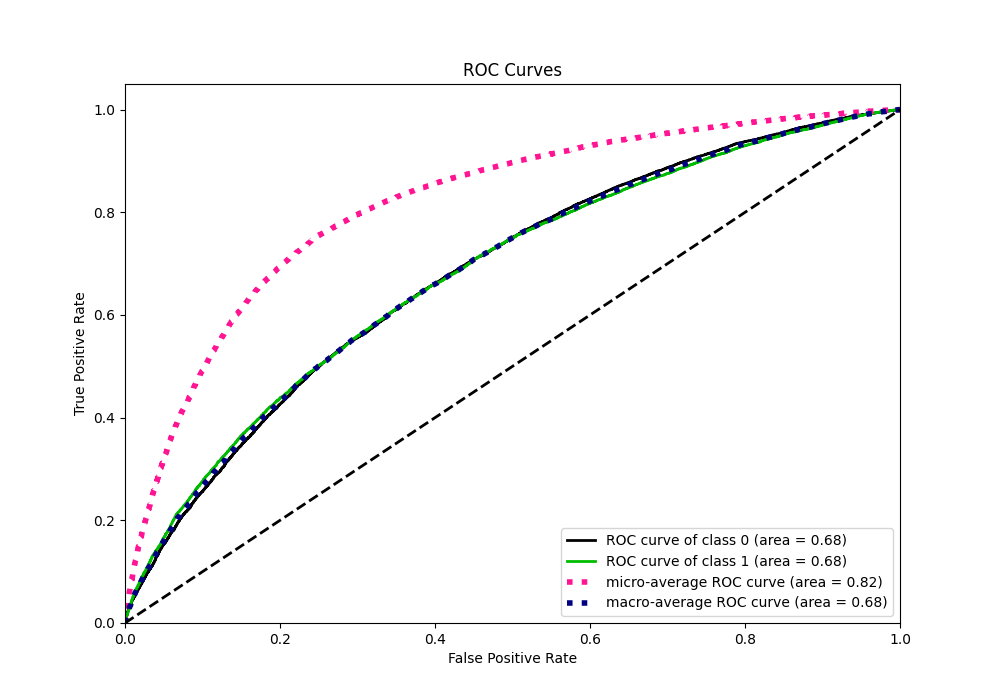 ROC Curves
True Positive Rate
1.0
0.8
0.6
0.4
0.2
0.0
0.0 0.2 0.4 0.6 0.8 1.0
False Positive Rate
ROC curve of class 0 (area = 0.68)
ROC curve of class 1 (area = 0.68)
micro-average ROC curve (area = 0.82)
macro-average ROC curve (area = 0.68)